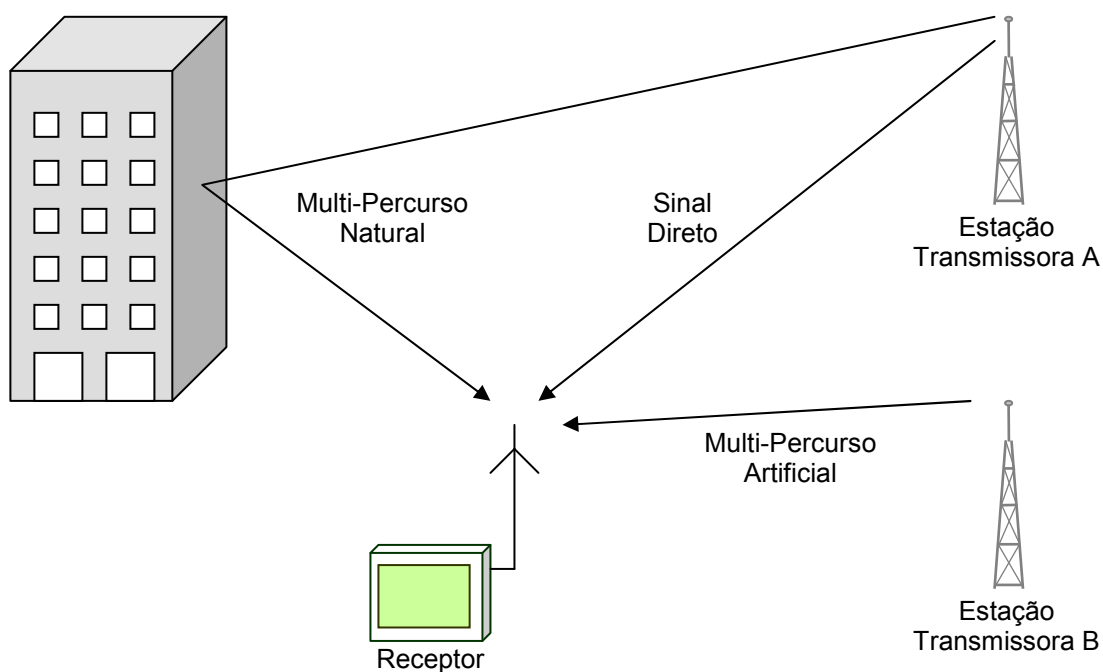 Multi-Percurso
Natural
Sinal
Direto
Estação
Transmissora A
Multi-Percurso
Artificial
Estação
Transmissora B
Receptor